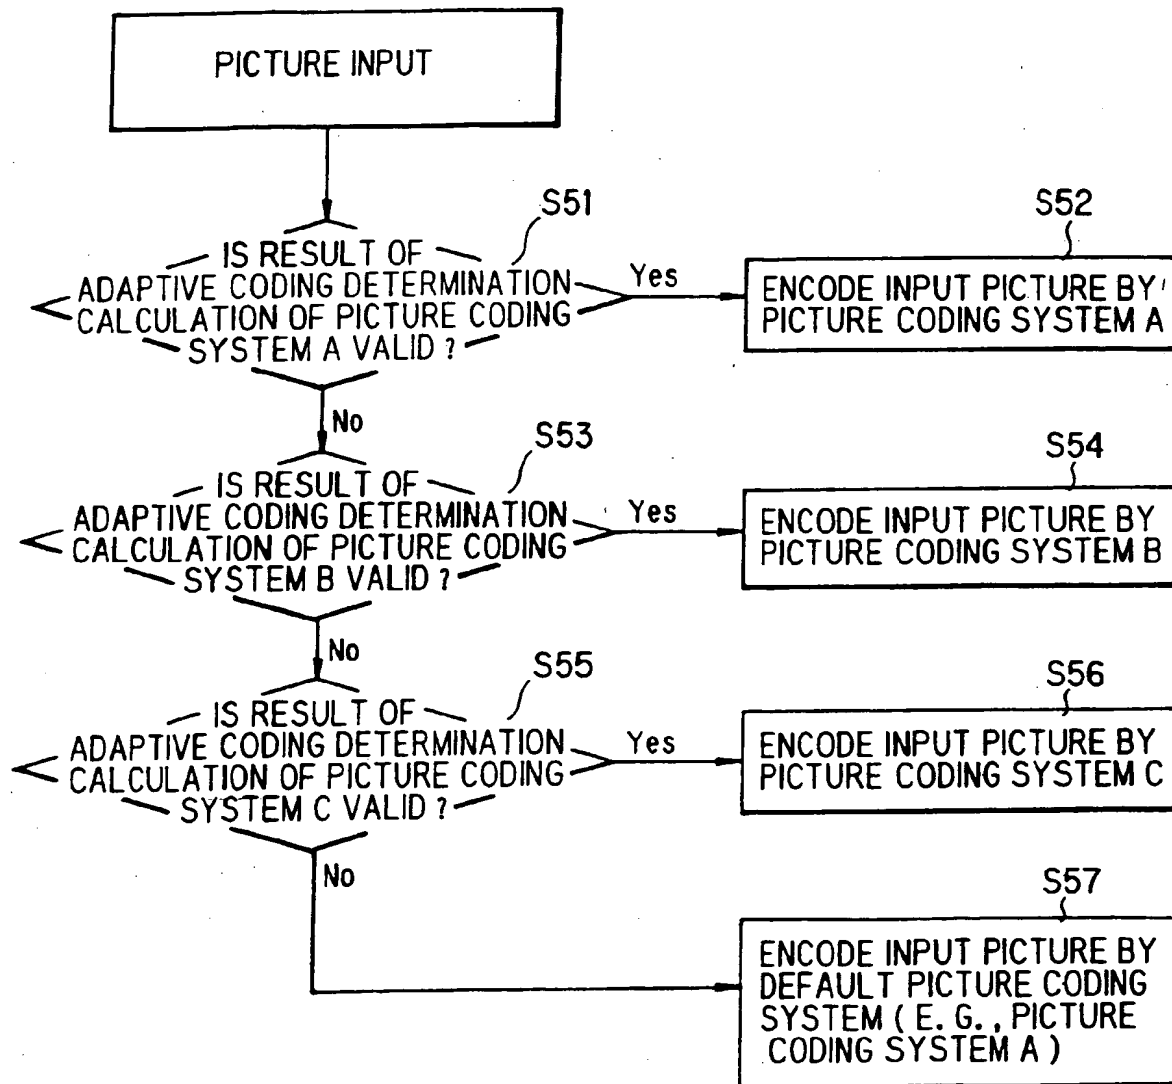 PICTURE INPUT
S51
IS RESULT OF
ADAPTIVE CODING DETERMINATION
CALCULATION OF PICTURE CODING
SYSTEM A VALID ?
Yes
S52
ENCODE INPUT PICTURE BY
PICTURE CODING SYSTEM A
No
S53
IS RESULT OF
ADAPTIVE CODING DETERMINATION
CALCULATION OF PICTURE CODING
SYSTEM B VALID ?
Yes
S54
ENCODE INPUT PICTURE BY
PICTURE CODING SYSTEM B
No
S55
IS RESULT OF
ADAPTIVE CODING DETERMINATION
CALCULATION OF PICTURE CODING
SYSTEM C VALID ?
Yes
S56
ENCODE INPUT PICTURE BY
PICTURE CODING SYSTEM C
No
S57
ENCODE INPUT PICTURE BY
DEFAULT PICTURE CODING
SYSTEM ( E. G., PICTURE
CODING SYSTEM A )